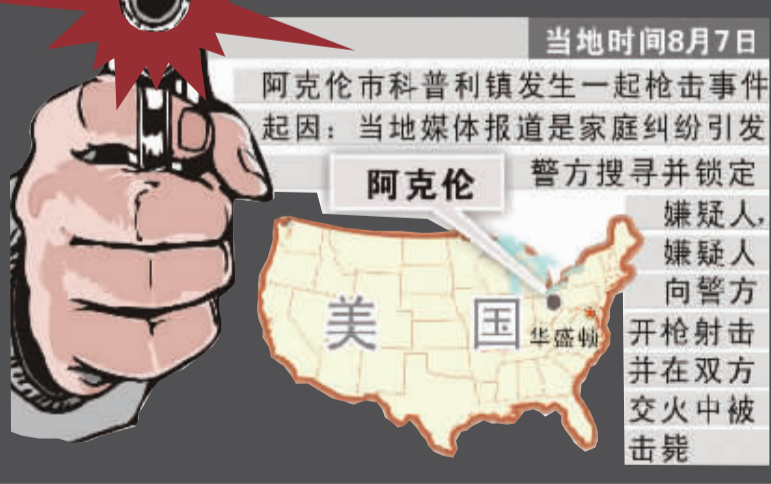 当地时间8月7日
阿克伦市科普利镇发生一起枪击事件
起因：当地媒体报道是家庭纠纷引发
警方搜寻并锁定
嫌疑人,
嫌疑人
向警方
开枪射击
并在双方
交火中被
击毙
阿克伦
美国
华盛顿